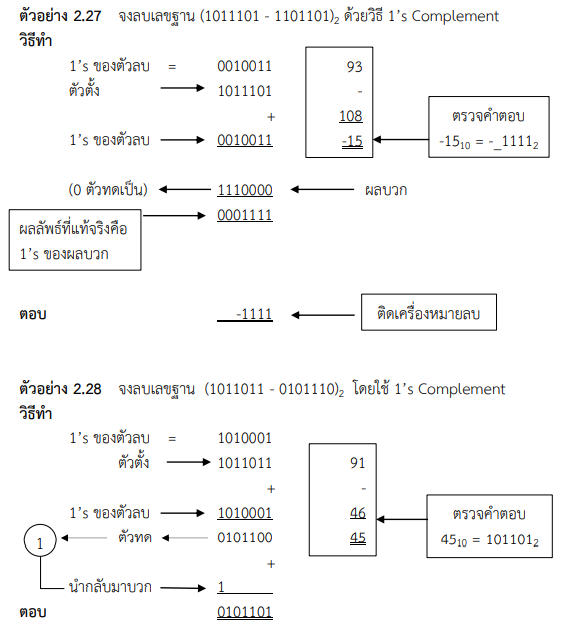 ตัวอย่าง 2.27 จงลบเลขฐาน (1011101 - 1101101)2 ด้วยวิธี 1's Complement
วิธีทำ
1's ของตัวลบ = 0010011 93
ตัวตั้ง 1011101 -
+ 108
1's ของตัวลบ 0010011 -15
ตรวจคำตอบ
-1510 = -_11112
(0 ตัวทดเป็น) 1110000 ผลบวก
0001111
ผลลัพธ์ที่แท้จริงคือ
1's ของผลบวก
ตอบ -1111 ติดเครื่องหมายลบ
ตัวอย่าง 2.28 จงลบเลขฐาน (1011011 - 0101110)2 โดยใช้ 1's Complement
วิธีทำ
1's ของตัวลบ = 1010001
ตัวตั้ง 1011011 91
+ -
1's ของตัวลบ 1010001 46
1 ตัวทด 0101100 45
ตรวจคำตอบ
4510 = 1011012
+
นำกลับมาบวก 1
ตอบ 0101101